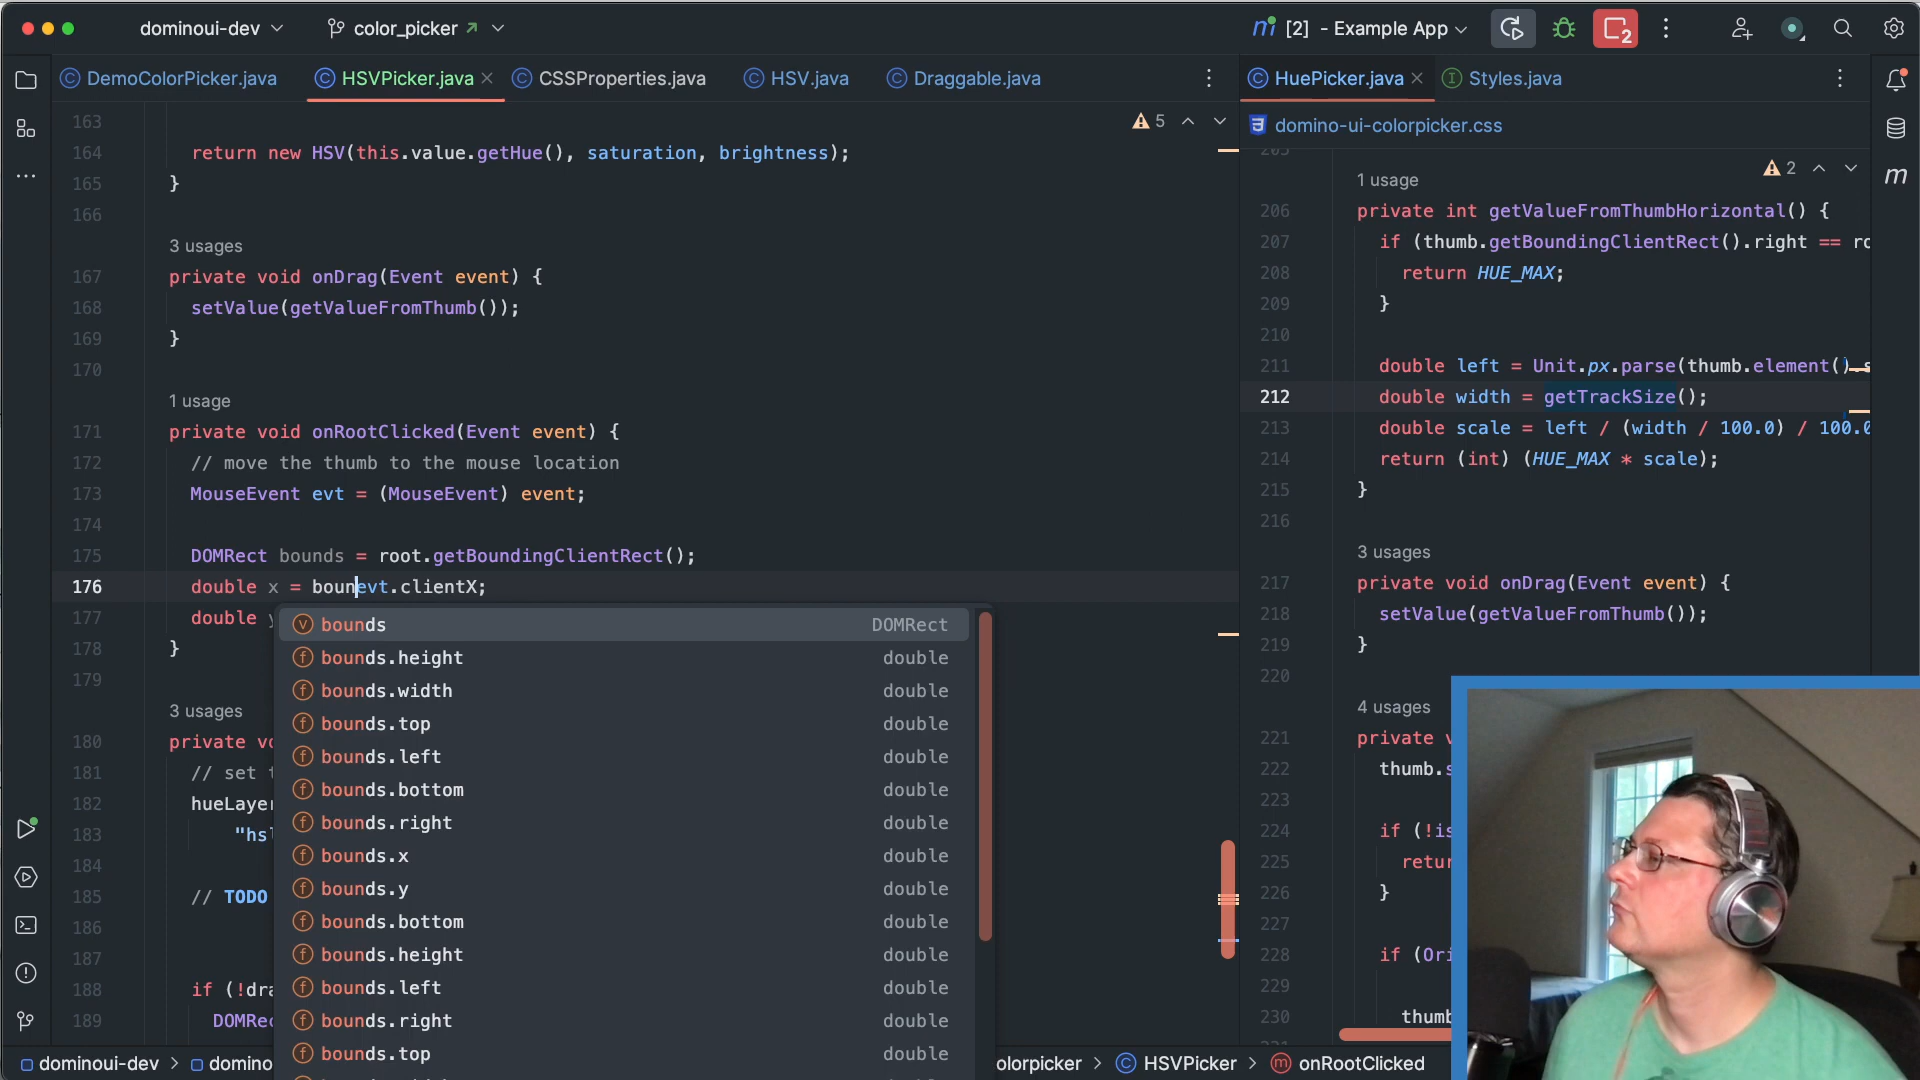 dominoui-dev
color_picker
[2] - Example App
2
DemoColorPicker.java
HSVPicker.java
CSSProperties.java
HSV.java
Draggable.java
HuePicker.java
Styles.java
domino-ui-colorpicker.css
5
163
164 return new HSV(this.value.getHue(), saturation, brightness);
165 }
166
3 usages
167 private void onDrag(Event event) {
168 setValue(getValueFromThumb());
169 }
170
1 usage
171 private void onRootClicked(Event event) {
172 // move the thumb to the mouse location
173 MouseEvent evt = (MouseEvent) event;
174
175 DOMRect bounds = root.getBoundingClientRect();
176 double x = bounevt.clientX;
177 double
178 }
179
3 usages
180 private vo
181 // set
182 hueLayer
183 "hsl
184
185 // TODO
186
187
188 if (!dra
189 DOMRec
bounds DOMRect
bounds.height double
bounds.width double
bounds.top double
bounds.left double
bounds.bottom double
bounds.right double
bounds.x double
bounds.y double
bounds.bottom double
bounds.height double
bounds.left double
bounds.right double
bounds.top double
2
1 usage
206 private int getValueFromThumbHorizontal() {
207 if (thumb.getBoundingClientRect().right == ro
208 return HUE_MAX;
209 }
210
211 double left = Unit.px.parse(thumb.element().s
212 double width = getTrackSize();
213 double scale = left / (width / 100.0) / 100.0
214 return (int) (HUE_MAX * scale);
215 }
216
3 usages
217 private void onDrag(Event event) {
218 setValue(getValueFromThumb());
219 }
220
4 usages
221 private v
222 thumb.s
223
224 if (!is
225 retur
226 }
227
228 if (Ori
229
230 thumb
m
dominoui-dev > domino
olorpicker > HSVPicker > onRootClicked